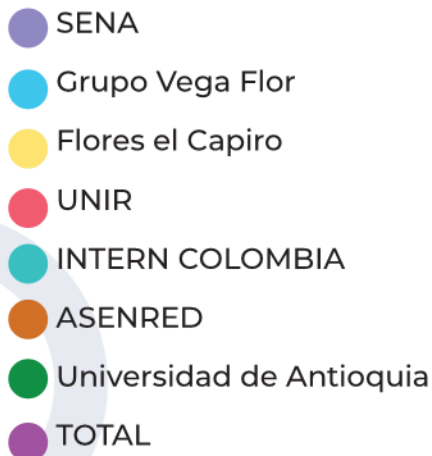 SENA
Grupo Vega Flor
Flores el Capiro
UNIR
INTERN COLOMBIA
ASENRED
Universidad de Antioquia
TOTAL